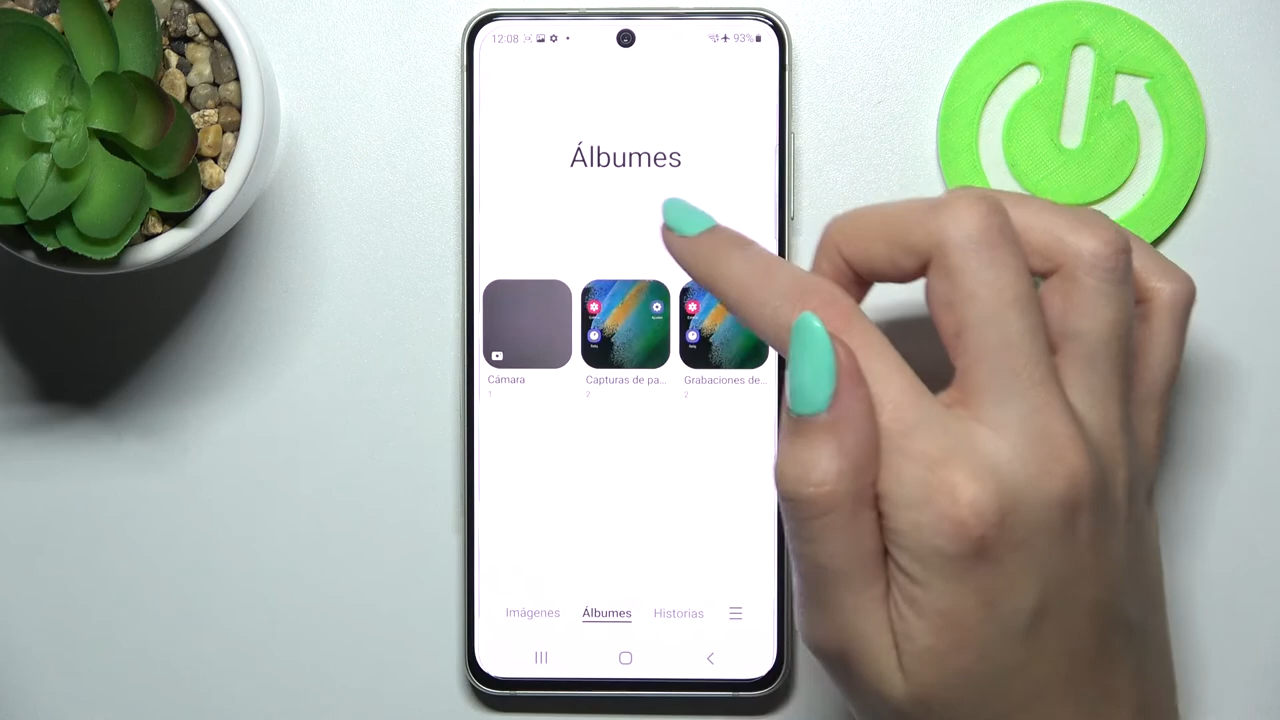 12:08
93%
Álbumes
Cámara
1
Capturas de pa...
2
Grabaciones de...
2
Imágenes
Álbumes
Historias